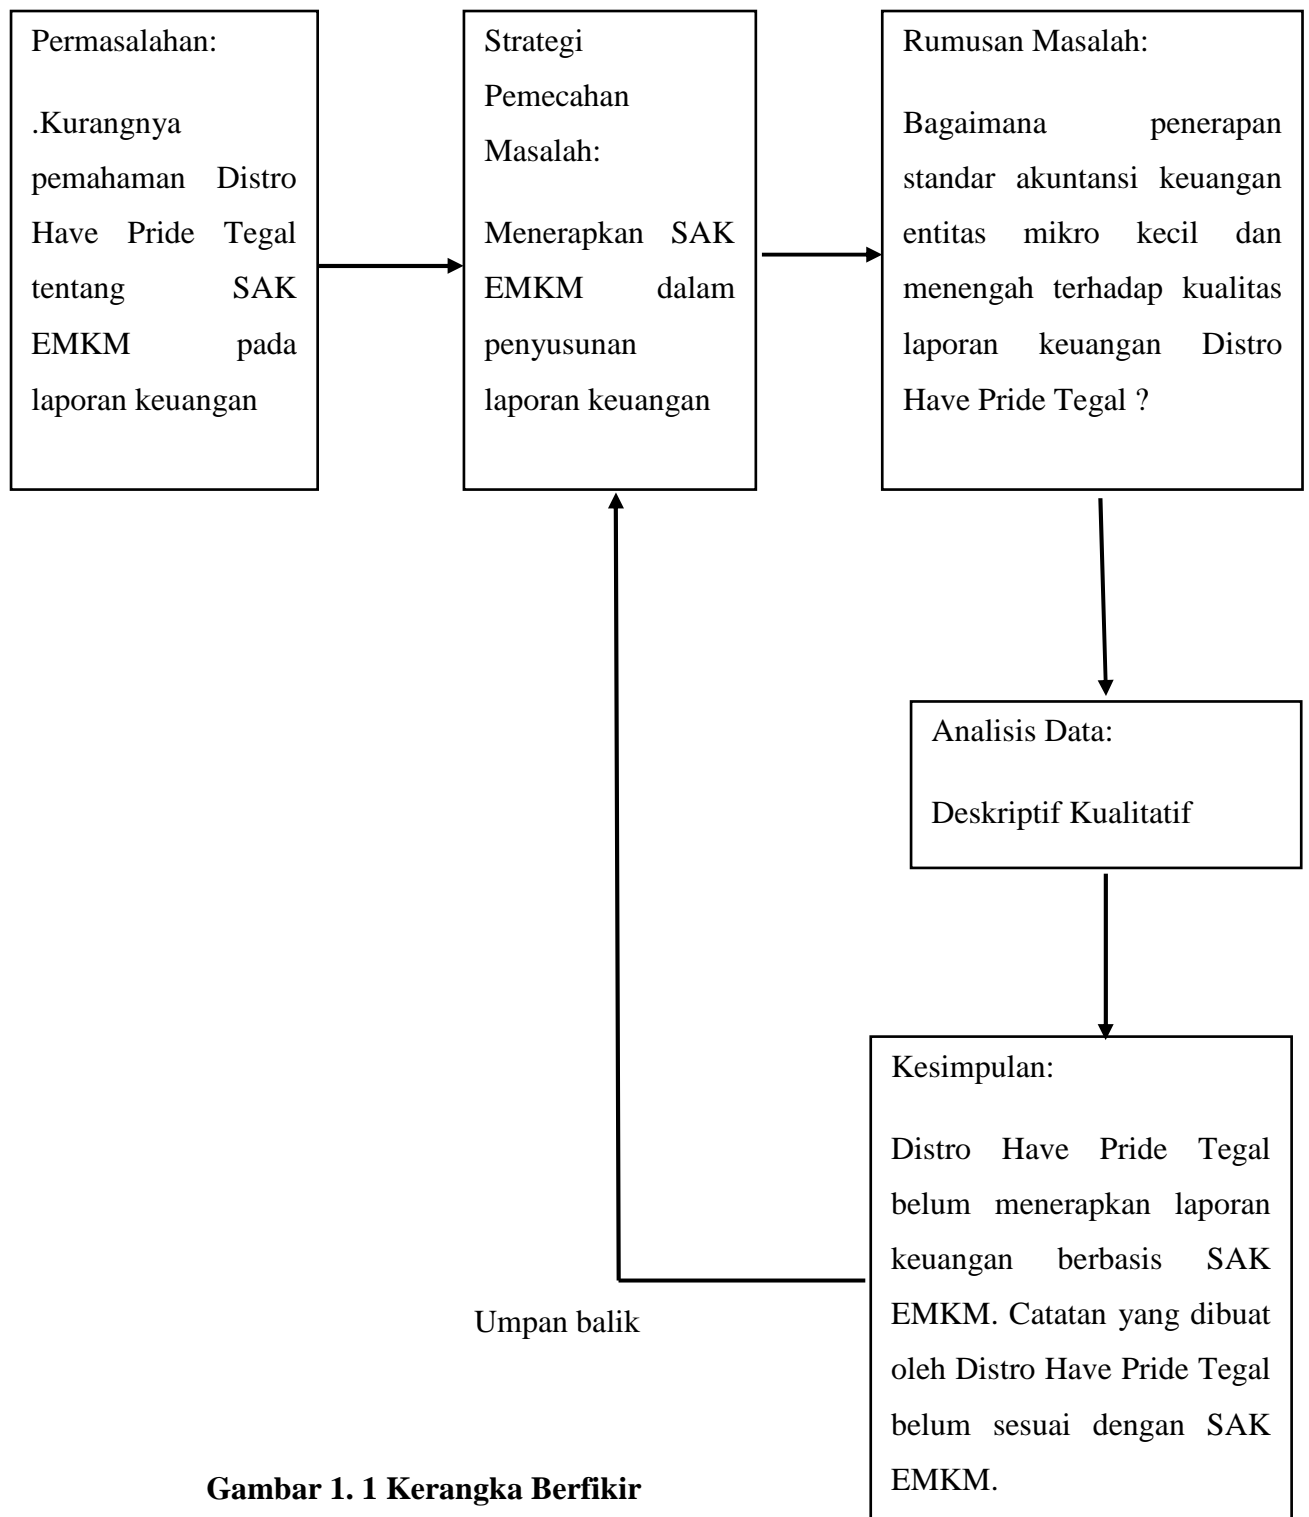 Permasalahan:
.Kurangnya
pemahaman Distro
Have Pride Tegal
tentang SAK
EMKM pada
laporan keuangan
Strategi
Pemecahan
Masalah:
Menerapkan SAK
EMKM dalam
penyusunan
laporan keuangan
Rumusan Masalah:
Bagaimana penerapan
standar akuntansi keuangan
entitas mikro kecil dan
menengah terhadap kualitas
laporan keuangan Distro
Have Pride Tegal ?
Analisis Data:
Deskriptif Kualitatif
Kesimpulan:
Distro Have Pride Tegal
belum menerapkan laporan
keuangan berbasis SAK
EMKM. Catatan yang dibuat
oleh Distro Have Pride Tegal
belum sesuai dengan SAK
EMKM.
Umpan balik
Gambar 1. 1 Kerangka Berfikir